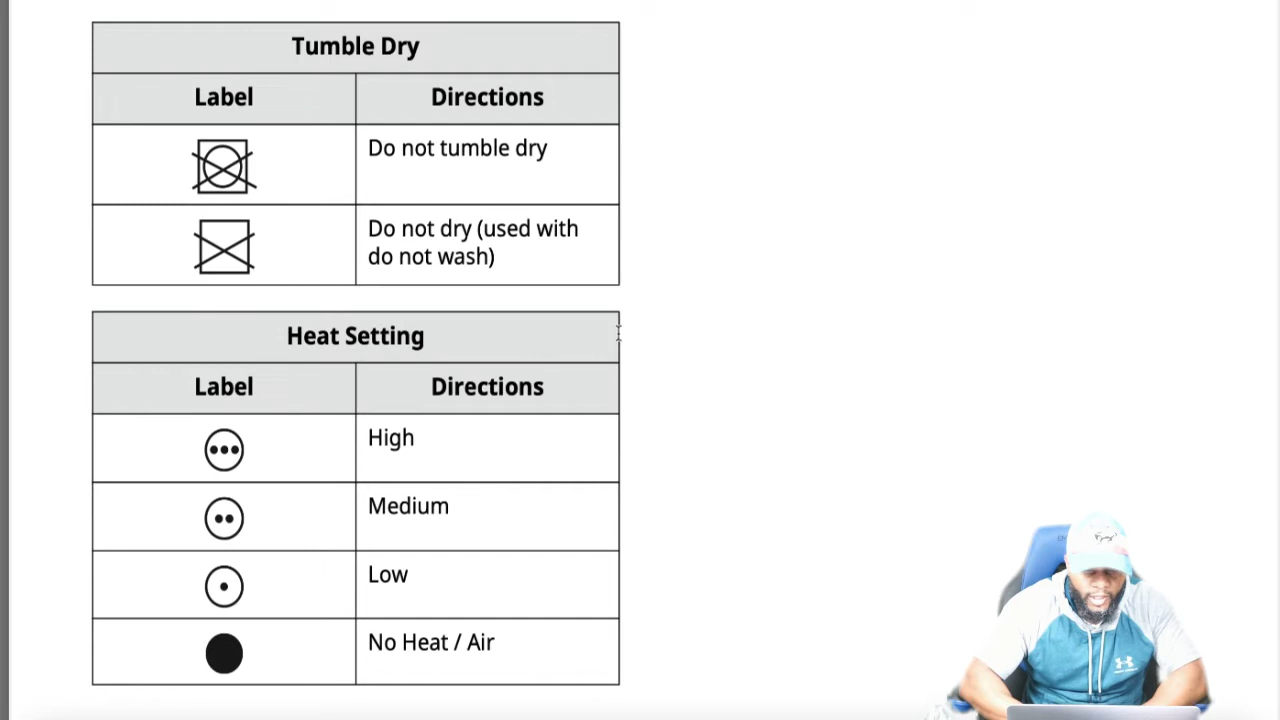 Tumble Dry
Label Directions
Do not tumble dry
Do not dry (used with
do not wash)
Heat Setting
Label Directions
High
Medium
Low
No Heat / Air